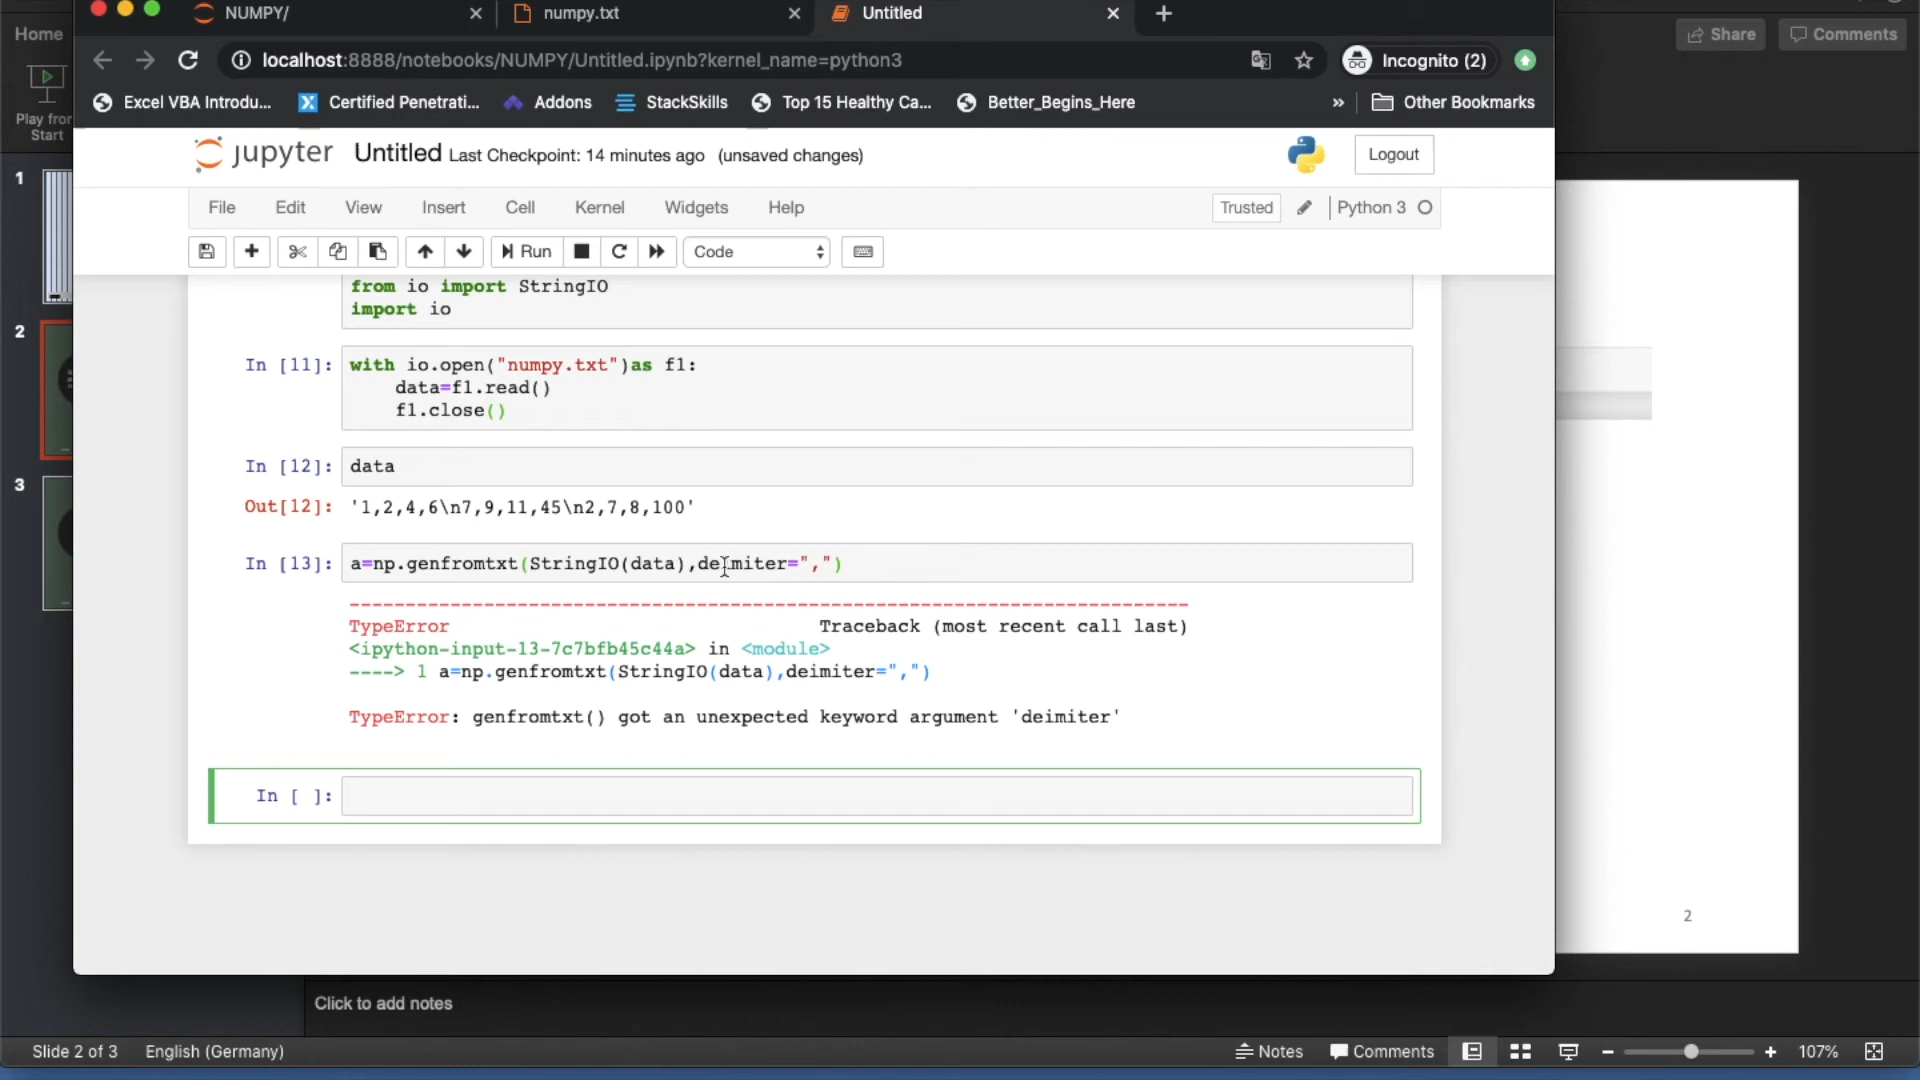 NUMPY/
numpy.txt
Untitled
Home
Share
Comments
localhost:8888/notebooks/NUMPY/Untitled.ipynb?kernel_name=python3
Incognito (2)
Excel VBA Introdu...
Certified Penetrati...
Addons
StackSkills
Top 15 Healthy Ca...
Better_Begins_Here
»
Other Bookmarks
Play from
Start
jupyter Untitled Last Checkpoint: 14 minutes ago (unsaved changes)
Logout
File Edit View Insert Cell Kernel Widgets Help
Trusted
Python 3
Run
Code
1
2
3
from io import StringIO
import io
In [11]: with io.open("numpy.txt")as f1:
data=f1.read()
f1.close()
In [12]: data
Out[12]: '1,2,4,6\n7,9,11,45\n2,7,8,100'
In [13]: a=np.genfromtxt(StringIO(data),deimiter=",")
---------------------------------------------------------------------------
TypeError Traceback (most recent call last)
<ipython-input-13-7c7bfb45c44a> in <module>
----> 1 a=np.genfromtxt(StringIO(data),deimiter=",")
TypeError: genfromtxt() got an unexpected keyword argument 'deimiter'
In [ ]:
2
Click to add notes
Slide 2 of 3
English (Germany)
Notes
Comments
107%